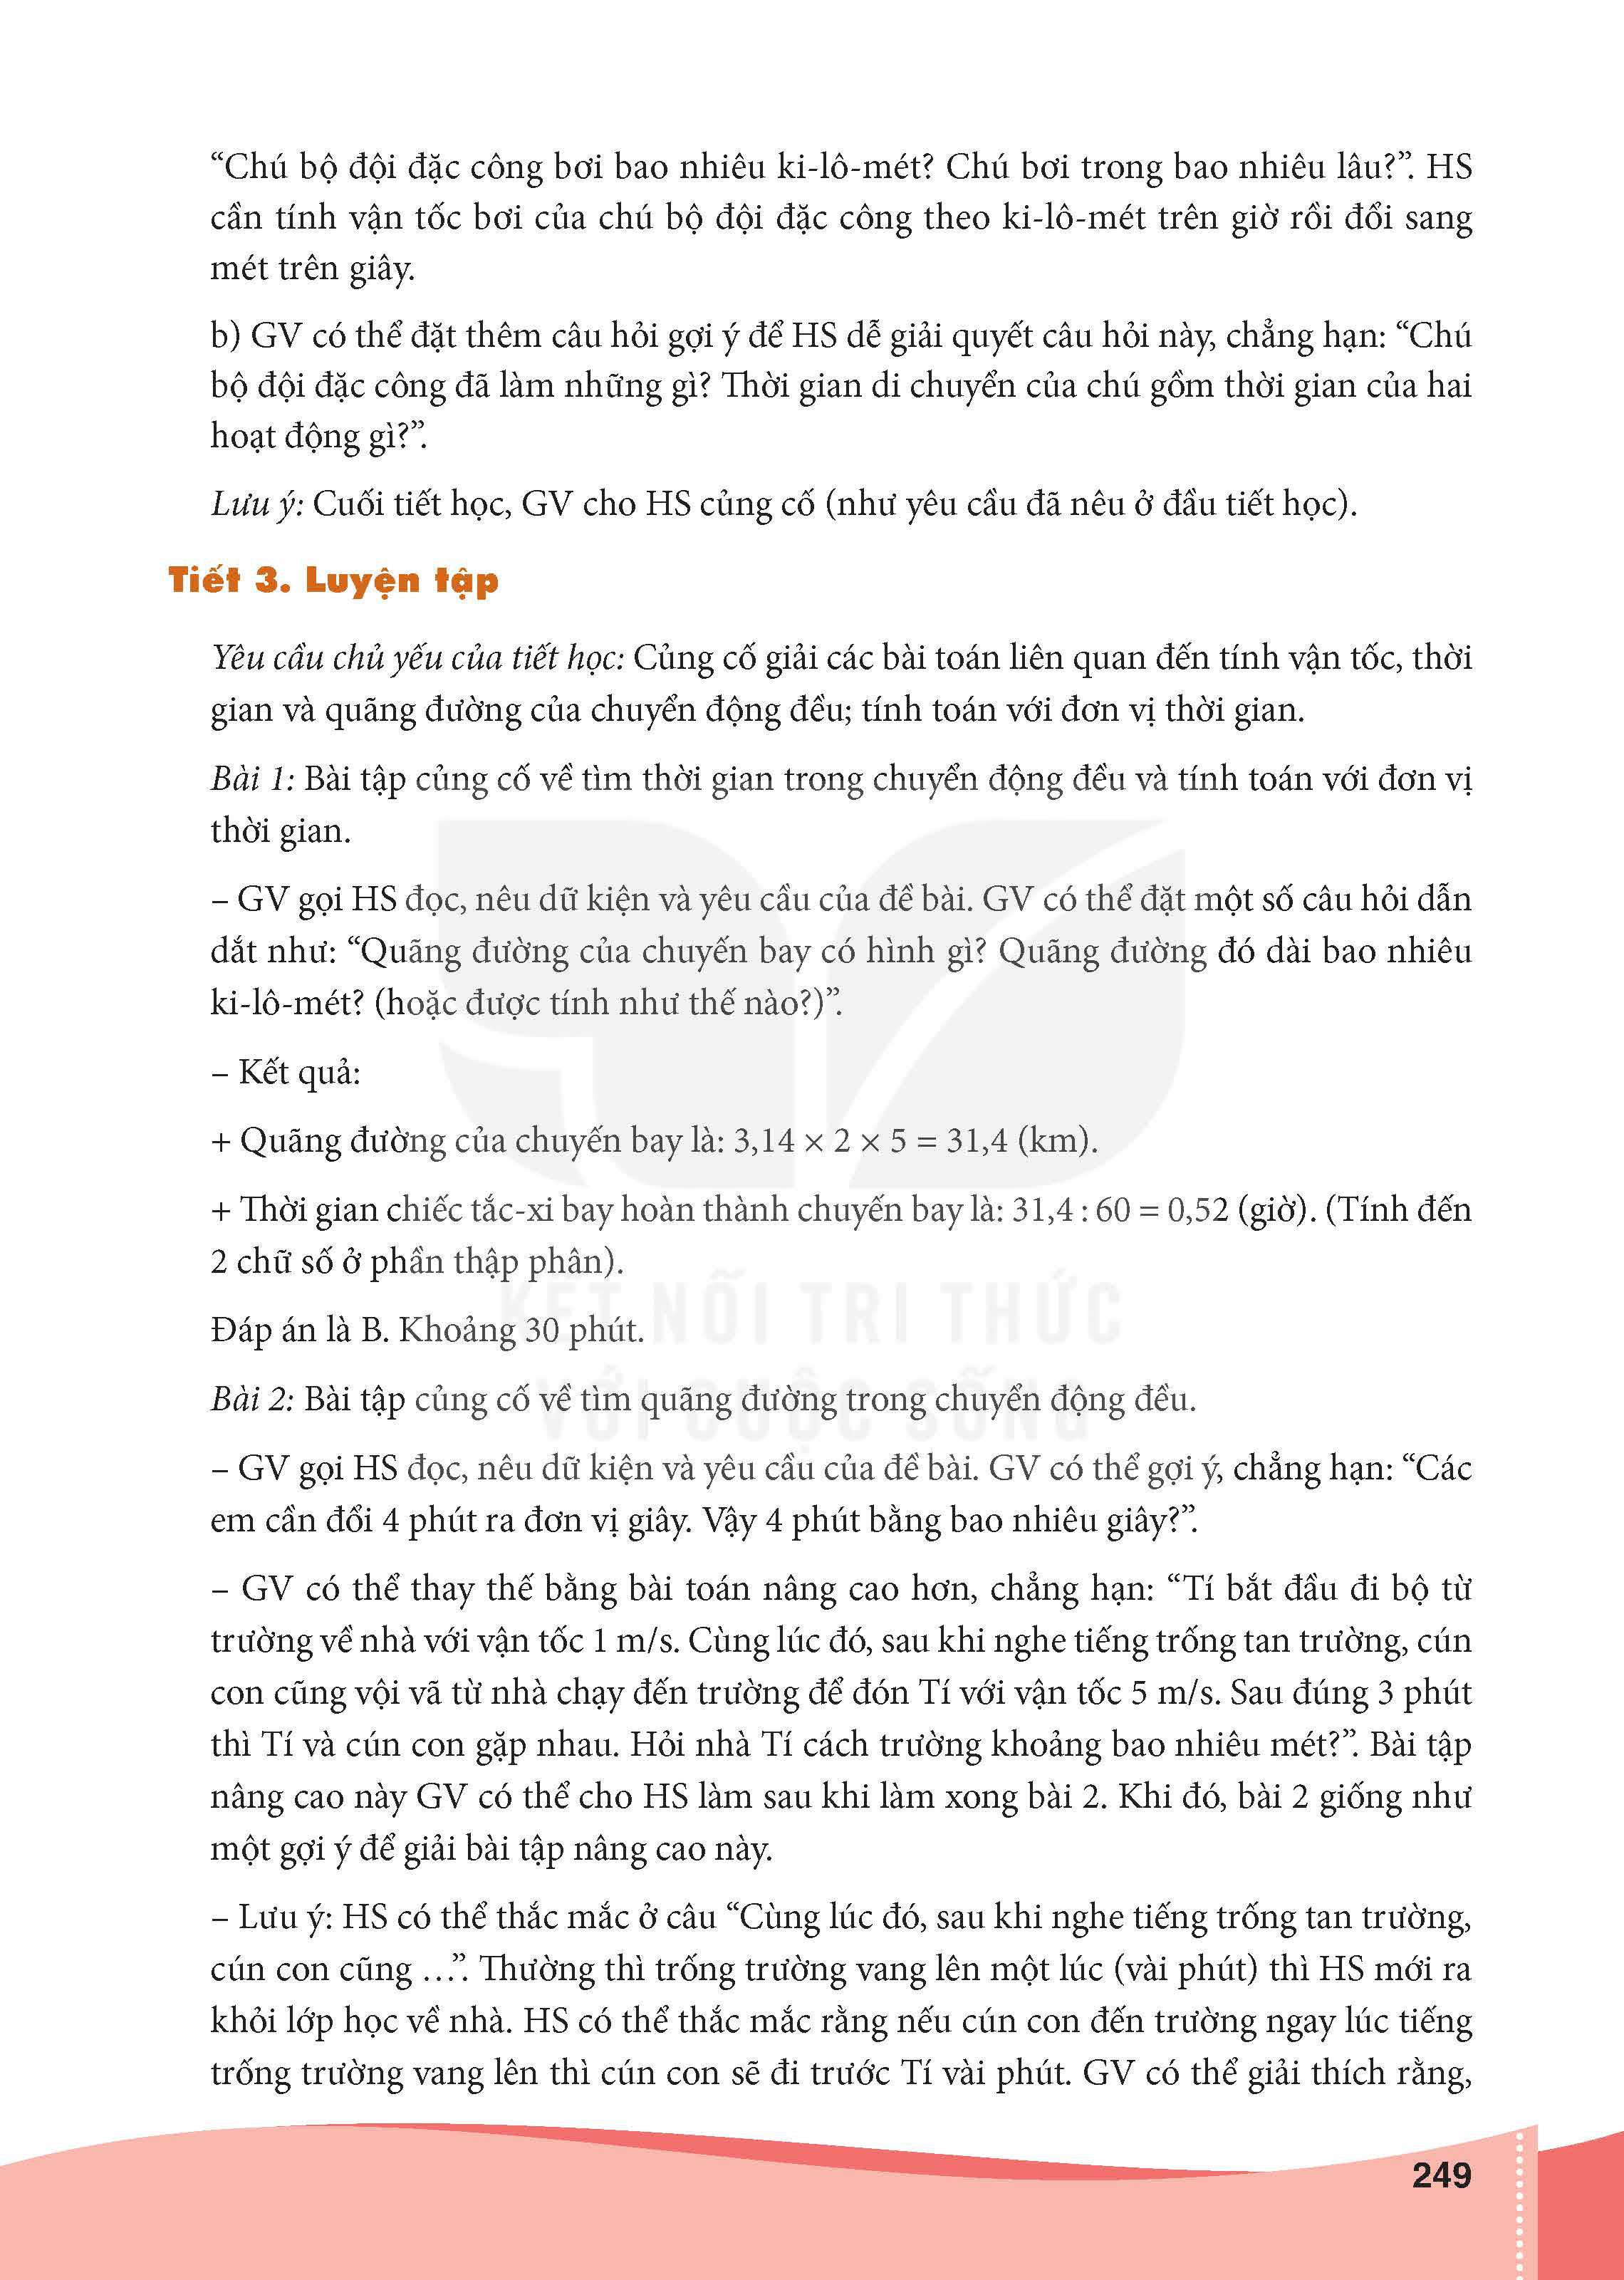 “Chú bộ đội đặc công bơi bao nhiêu ki-lô-mét? Chú bơi trong bao nhiêu lâu?”. HS
cần tính vận tốc bơi của chú bộ đội đặc công theo ki-lô-mét trên giờ rồi đổi sang
mét trên giây.
b) GV có thể đặt thêm câu hỏi gợi ý để HS dễ giải quyết câu hỏi này, chẳng hạn: “Chú
bộ đội đặc công đã làm những gì? Thời gian di chuyển của chú gồm thời gian của hai
hoạt động gì?”.
Lưu ý: Cuối tiết học, GV cho HS củng cố (như yêu cầu đã nêu ở đầu tiết học).
Tiết 3. Luyện tập
Yêu cầu chủ yếu của tiết học: Củng cố giải các bài toán liên quan đến tính vận tốc, thời
gian và quãng đường của chuyển động đều; tính toán với đơn vị thời gian.
Bài 1: Bài tập củng cố về tìm thời gian trong chuyển động đều và tính toán với đơn vị
thời gian.
– GV gọi HS đọc, nêu dữ kiện và yêu cầu của đề bài. GV có thể đặt một số câu hỏi dẫn
dắt như: “Quãng đường của chuyến bay có hình gì? Quãng đường đó dài bao nhiêu
ki-lô-mét? (hoặc được tính như thế nào?)”.
– Kết quả:
+ Quãng đường của chuyến bay là: 3,14 × 2 × 5 = 31,4 (km).
+ Thời gian chiếc tắc-xi bay hoàn thành chuyến bay là: 31,4 : 60 = 0,52 (giờ). (Tính đến
2 chữ số ở phần thập phân).
KẾT NỐI TRI THỨC
Đáp án là B. Khoảng 30 phút.
VỚI CUỘC SỐNG
Bài 2: Bài tập củng cố về tìm quãng đường trong chuyển động đều.
– GV gọi HS đọc, nêu dữ kiện và yêu cầu của đề bài. GV có thể gợi ý, chẳng hạn: “Các
em cần đổi 4 phút ra đơn vị giây. Vậy 4 phút bằng bao nhiêu giây?”.
– GV có thể thay thế bằng bài toán nâng cao hơn, chẳng hạn: “Tí bắt đầu đi bộ từ
trường về nhà với vận tốc 1 m/s. Cùng lúc đó, sau khi nghe tiếng trống tan trường, cún
con cũng vội vã từ nhà chạy đến trường để đón Tí với vận tốc 5 m/s. Sau đúng 3 phút
thì Tí và cún con gặp nhau. Hỏi nhà Tí cách trường khoảng bao nhiêu mét?”. Bài tập
nâng cao này GV có thể cho HS làm sau khi làm xong bài 2. Khi đó, bài 2 giống như
một gợi ý để giải bài tập nâng cao này.
– Lưu ý: HS có thể thắc mắc ở câu “Cùng lúc đó, sau khi nghe tiếng trống tan trường,
cún con cũng …”. Thường thì trống trường vang lên một lúc (vài phút) thì HS mới ra
khỏi lớp học về nhà. HS có thể thắc mắc rằng nếu cún con đến trường ngay lúc tiếng
trống trường vang lên thì cún con sẽ đi trước Tí vài phút. GV có thể giải thích rằng,
249